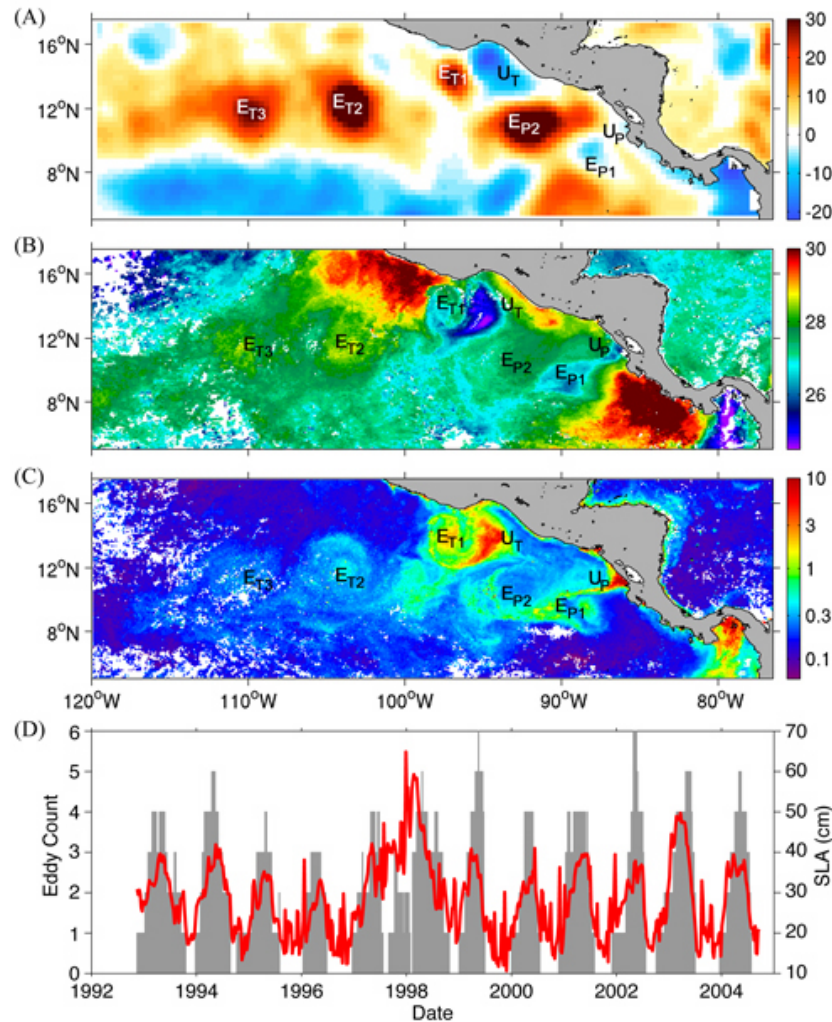 (A)
16°N
12°N
8°N
E_T3
E_T2
E_T1
U_T
E_P2
U_P
E_P1
30
20
10
0
-10
-20
(B)
16°N
12°N
8°N
E_T3
E_T2
E_T1
U_T
E_P2
U_P
E_P1
30
28
26
(C)
16°N
12°N
8°N
E_T3
E_T2
E_T1
U_T
E_P2
U_P
E_P1
10
3
1
0.3
0.1
120°W 110°W 100°W 90°W 80°W
(D)
Eddy Count
6
5
4
3
2
1
0
70
60
50
40
30
20
10
SLA (cm)
1992 1994 1996 1998 2000 2002 2004
Date